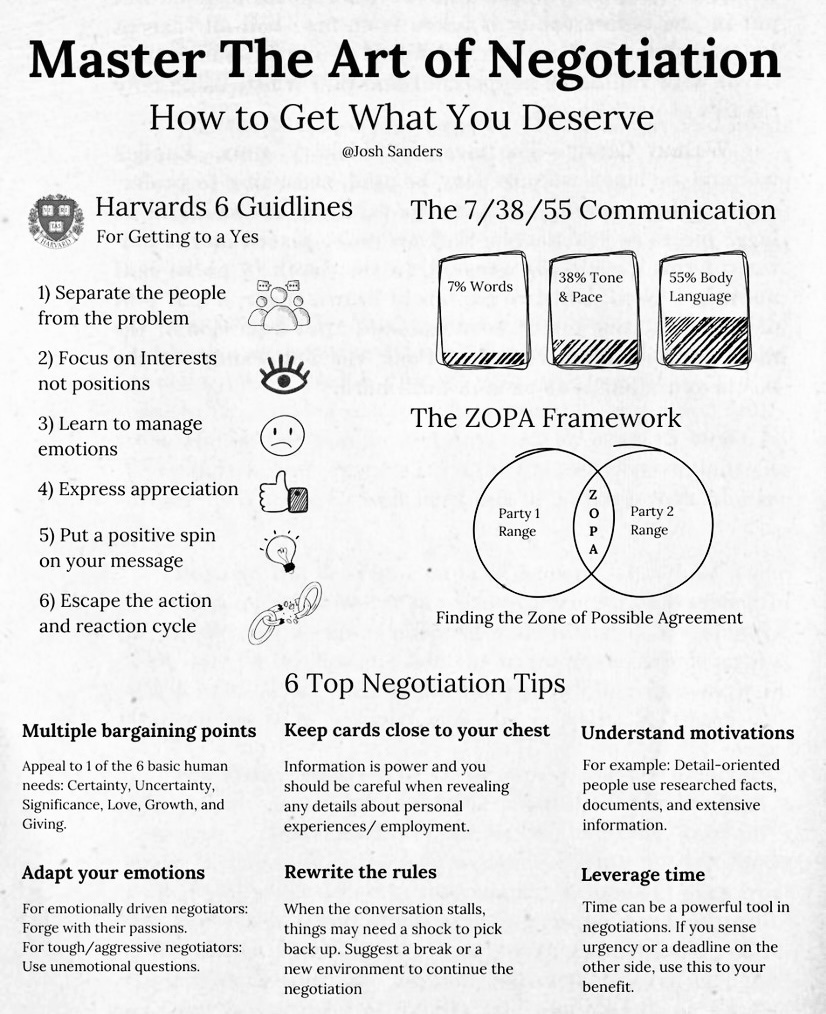 Master The Art of Negotiation
How to Get What You Deserve
@Josh Sanders
HARVARD
Harvards 6 Guidlines
For Getting to a Yes
1) Separate the people
from the problem
2) Focus on Interests
not positions
3) Learn to manage
emotions
4) Express appreciation
5) Put a positive spin
on your message
6) Escape the action
and reaction cycle
The 7/38/55 Communication
7% Words
38% Tone
& Pace
55% Body
Language
The ZOPA Framework
Party 1
Range
Z
O
P
A
Party 2
Range
Finding the Zone of Possible Agreement
6 Top Negotiation Tips
Multiple bargaining points
Appeal to 1 of the 6 basic human
needs: Certainty, Uncertainty,
Significance, Love, Growth, and
Giving.
Keep cards close to your chest
Information is power and you
should be careful when revealing
any details about personal
experiences/ employment.
Understand motivations
For example: Detail-oriented
people use researched facts,
documents, and extensive
information.
Adapt your emotions
For emotionally driven negotiators:
Forge with their passions.
For tough/aggressive negotiators:
Use unemotional questions.
Rewrite the rules
When the conversation stalls,
things may need a shock to pick
back up. Suggest a break or a
new environment to continue the
negotiation
Leverage time
Time can be a powerful tool in
negotiations. If you sense
urgency or a deadline on the
other side, use this to your
benefit.